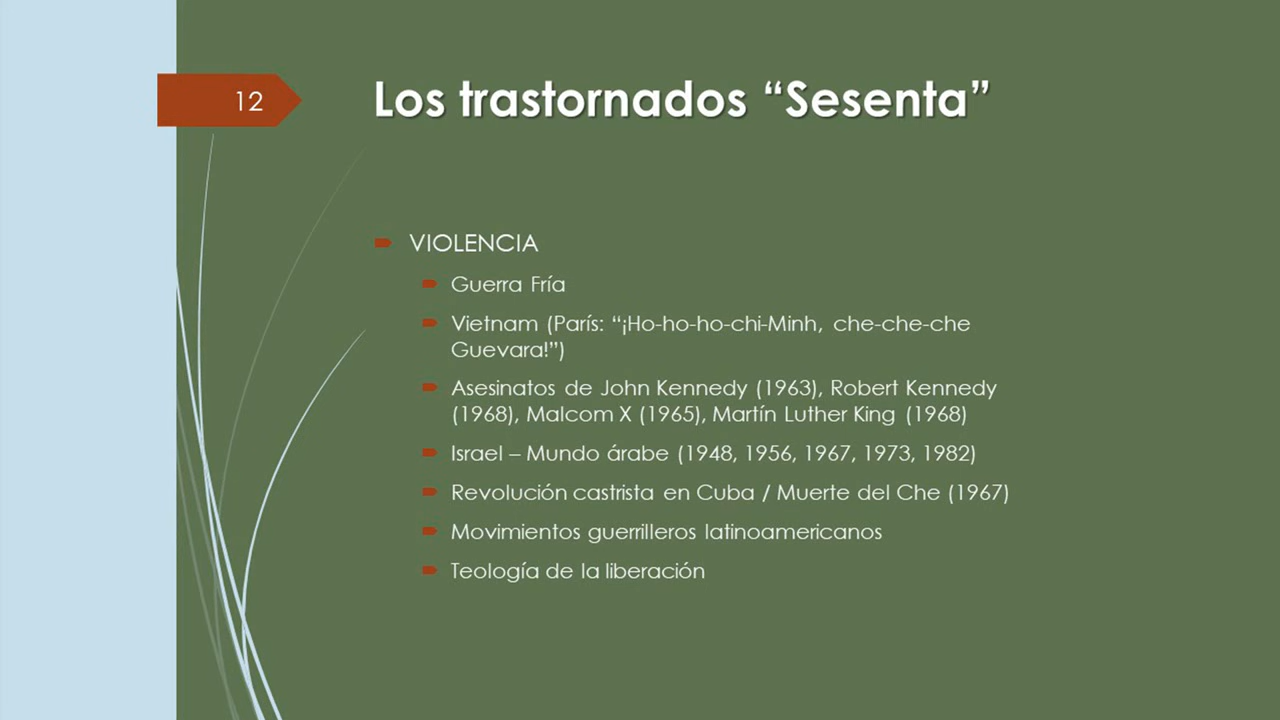 12
Los trastornados “Sesenta”
VIOLENCIA
Guerra Fría
Vietnam (París: “¡Ho-ho-ho-chi-Minh, che-che-che
Guevara!”)
Asesinatos de John Kennedy (1963), Robert Kennedy
(1968), Malcom X (1965), Martín Luther King (1968)
Israel – Mundo árabe (1948, 1956, 1967, 1973, 1982)
Revolución castrista en Cuba / Muerte del Che (1967)
Movimientos guerrilleros latinoamericanos
Teología de la liberación